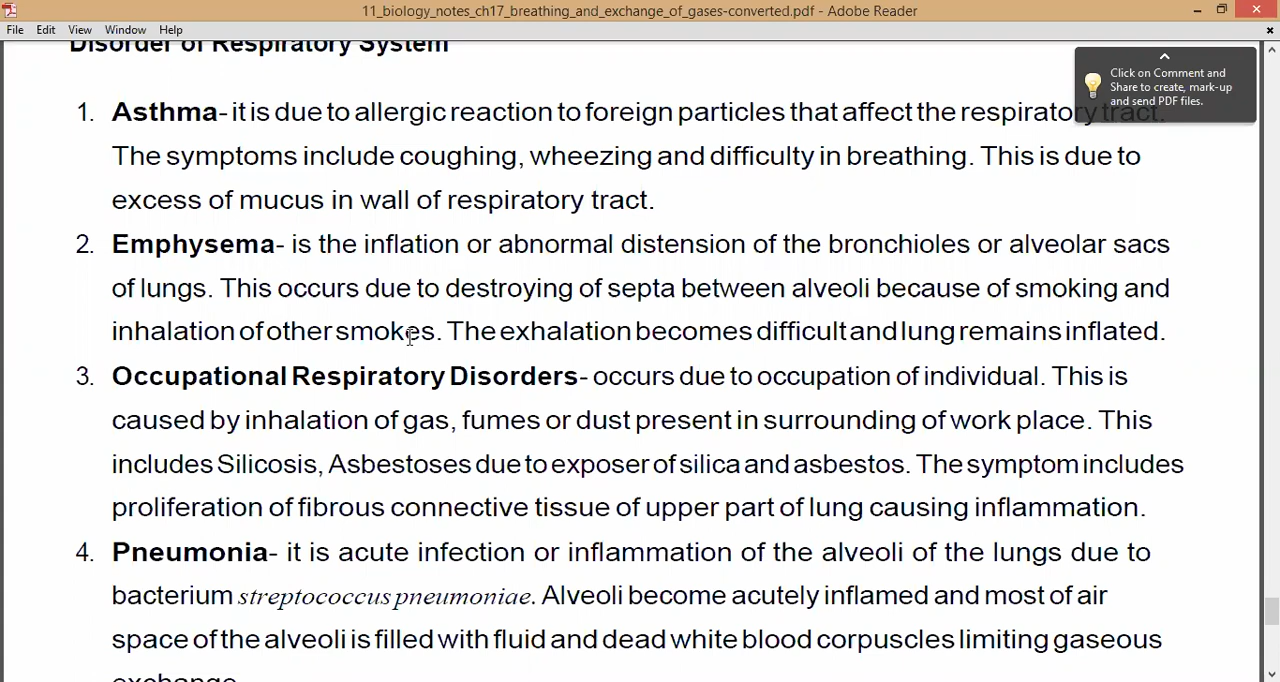 11_biology_notes_ch17_breathing_and_exchange_of_gases-converted.pdf - Adobe Reader
File Edit View Window Help
Disorder of Respiratory System
Click on Comment and
Share to create, mark-up
and send PDF files.
1. Asthma- it is due to allergic reaction to foreign particles that affect the respiratory tract.
The symptoms include coughing, wheezing and difficulty in breathing. This is due to
excess of mucus in wall of respiratory tract.
2. Emphysema- is the inflation or abnormal distension of the bronchioles or alveolar sacs
of lungs. This occurs due to destroying of septa between alveoli because of smoking and
inhalation of other smokes. The exhalation becomes difficult and lung remains inflated.
3. Occupational Respiratory Disorders- occurs due to occupation of individual. This is
caused by inhalation of gas, fumes or dust present in surrounding of work place. This
includes Silicosis, Asbestoses due to exposer of silica and asbestos. The symptom includes
proliferation of fibrous connective tissue of upper part of lung causing inflammation.
4. Pneumonia- it is acute infection or inflammation of the alveoli of the lungs due to
bacterium streptococcus pneumoniae. Alveoli become acutely inflamed and most of air
space of the alveoli is filled with fluid and dead white blood corpuscles limiting gaseous
exchange.